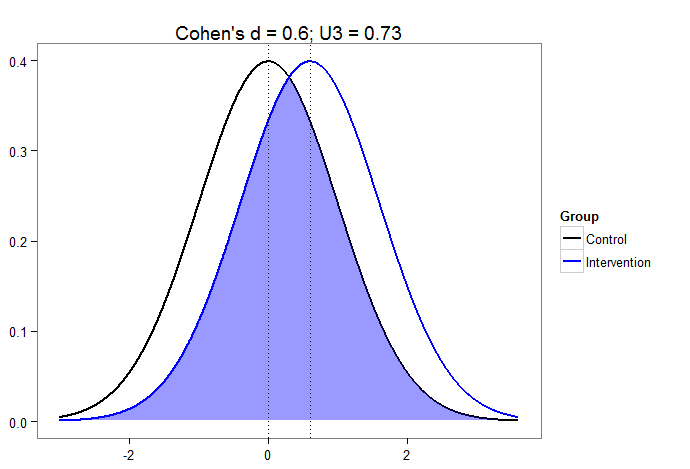 Cohen's d = 0.6; U3 = 0.73
0.4
0.3
0.2
0.1
0.0
-2 0 2
Group
Control
Intervention